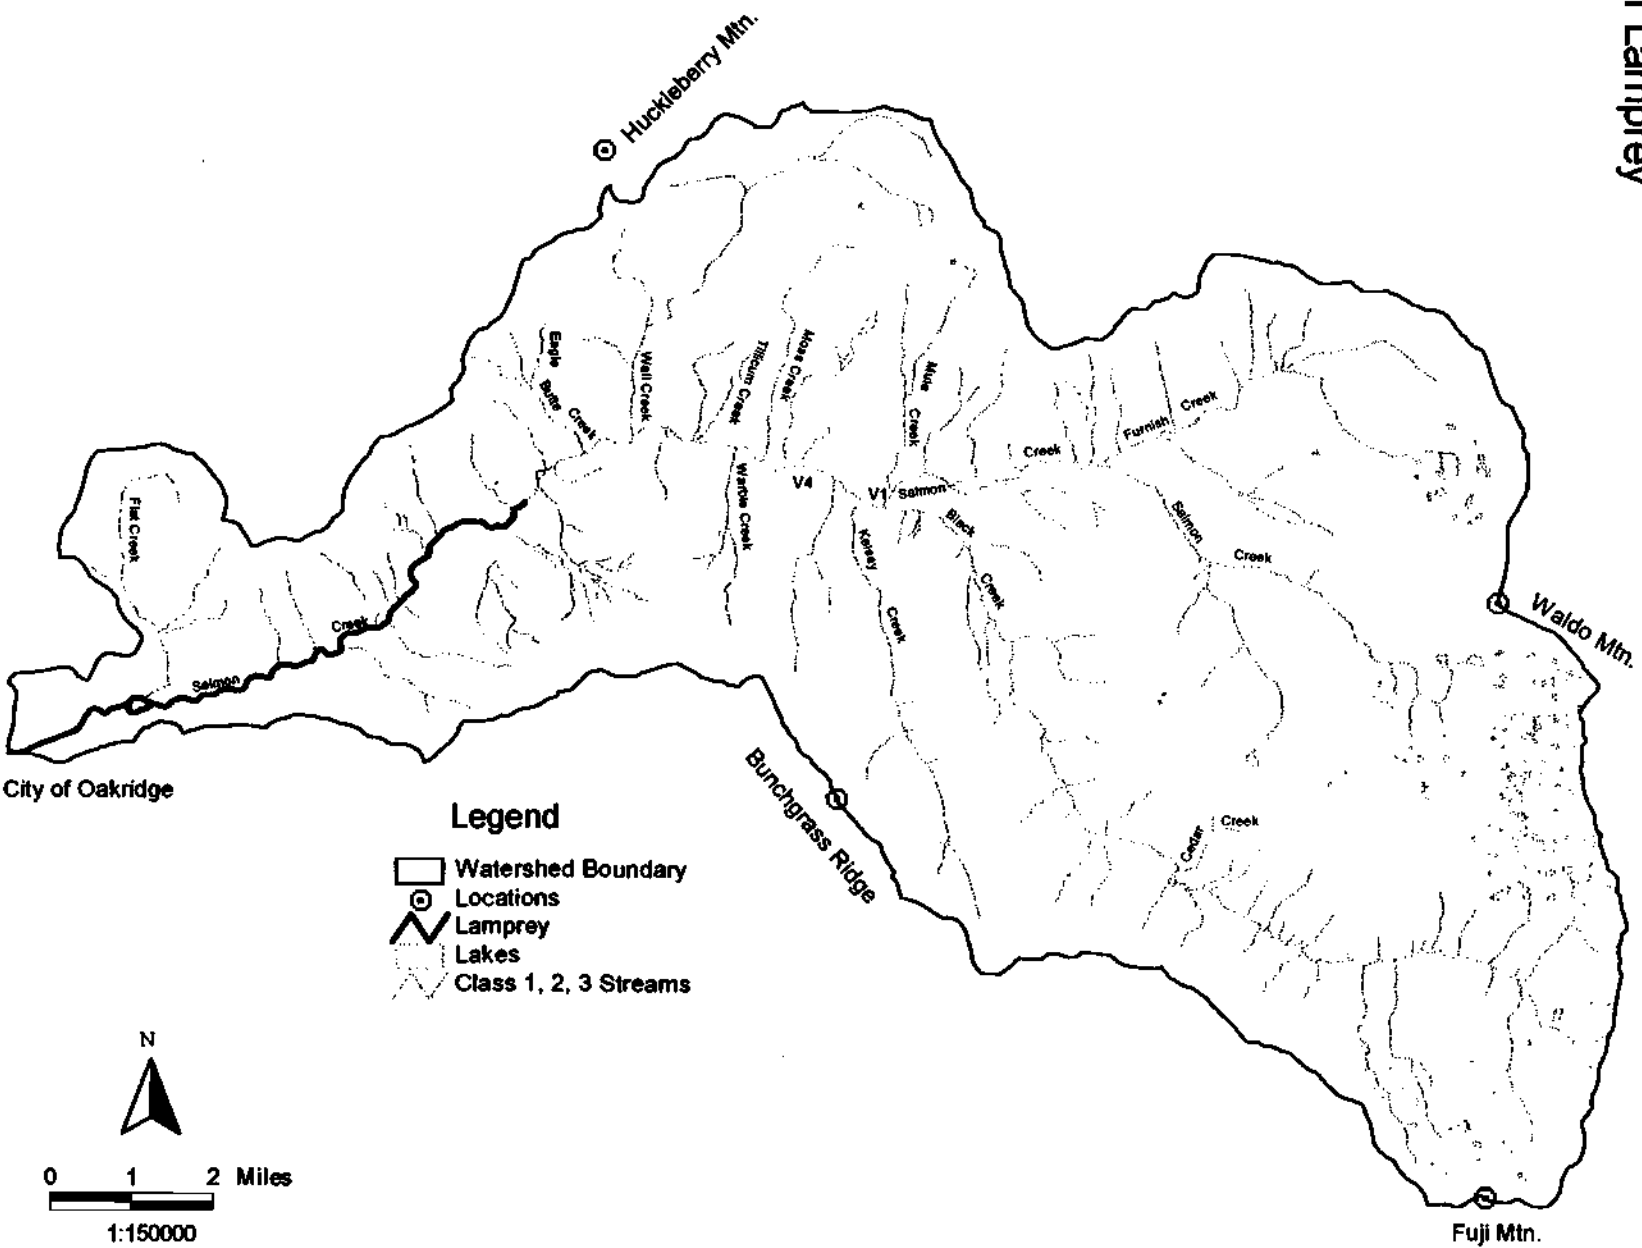 Lamprey
Huckleberry Mtn.
Eagle
Butte
Creek
Wall Creek
Tillicum Creek
Moss Creek
Mule
Creek
Furnish
Creek
Creek
Flat Creek
Wartle Creek
V4
V1
Salmon
Black
Creek
Kelsey
Creek
Salmon
Creek
Creek
Salmon
Waldo Mtn.
City of Oakridge
Bunchgrass Ridge
Cedar
Creek
Legend
Watershed Boundary
Locations
Lamprey
Lakes
Class 1, 2, 3 Streams
N
0 1 2 Miles
1:150000
Fuji Mtn.